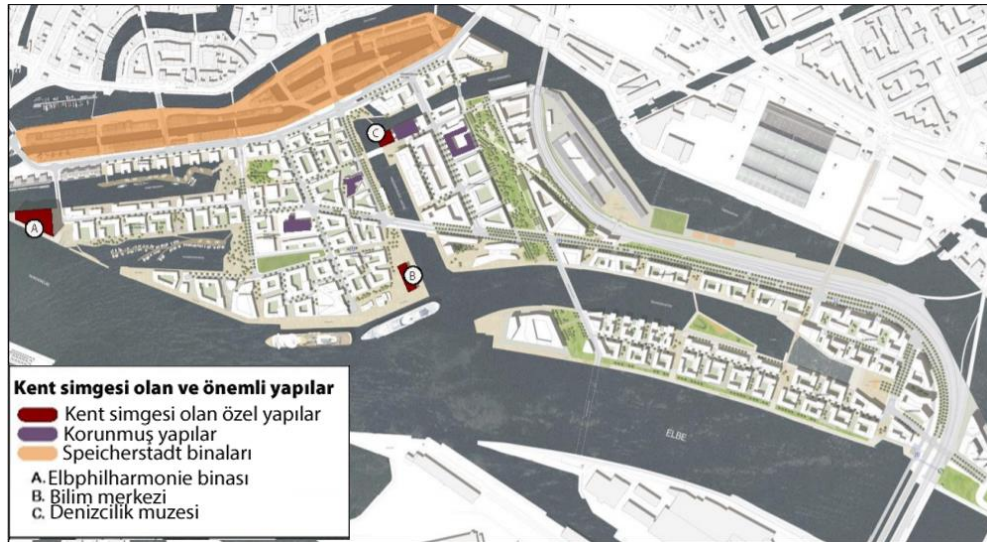 ELBE
Kent simgesi olan ve önemli yapılar
Kent simgesi olan özel yapılar
Korunmuş yapılar
Speicherstadt binaları
A. Elbphilharmonie binası
B. Bilim merkezi
C. Denizcilik muzesi
A
B
C